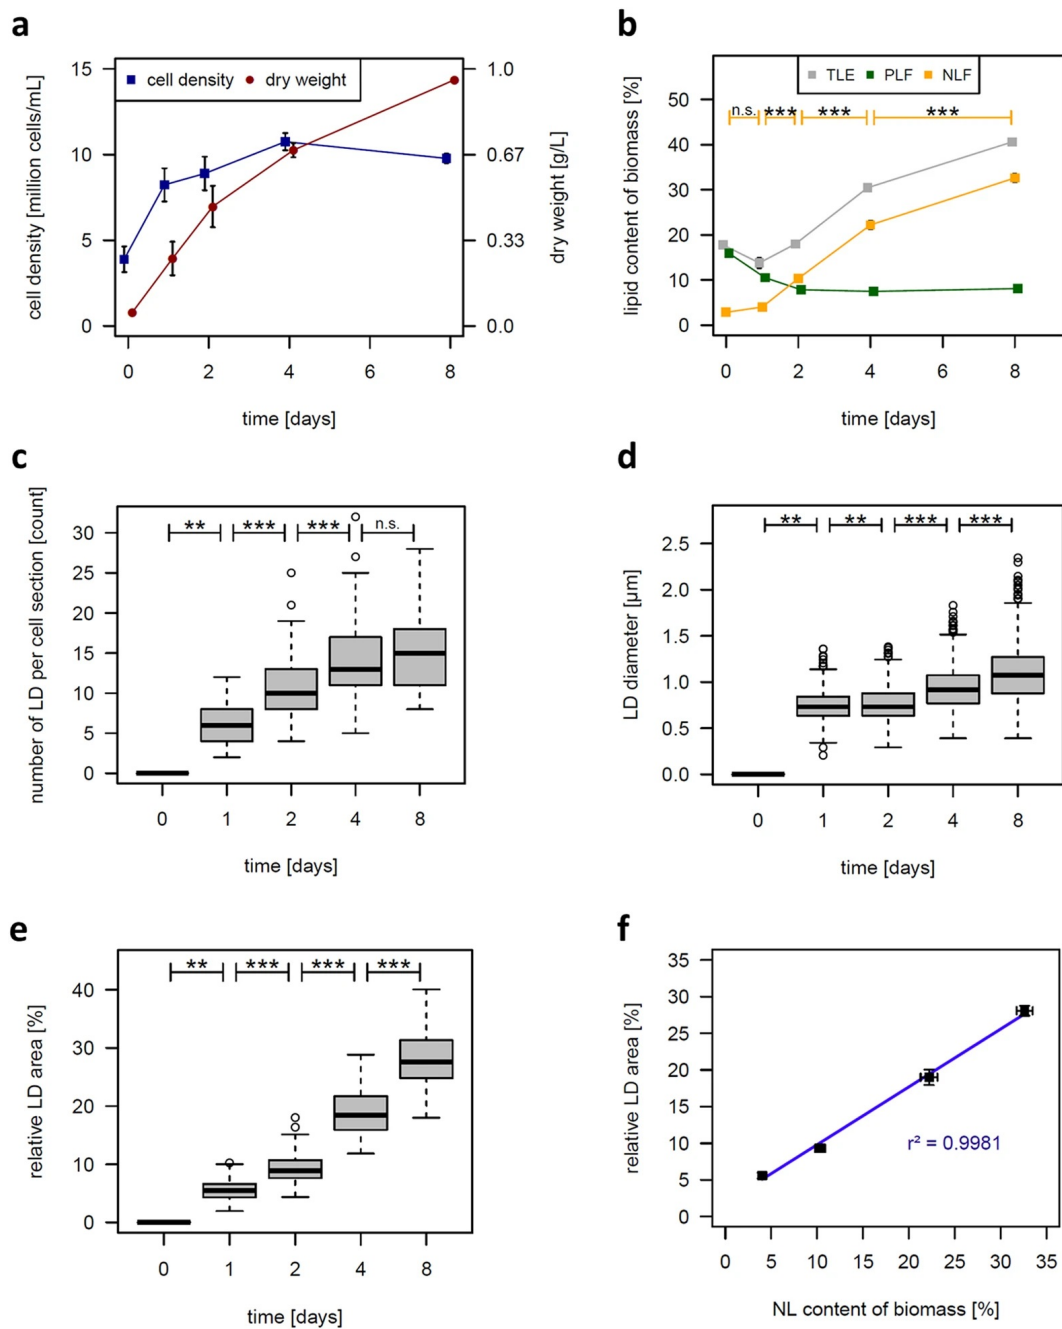 a
15
10
5
0
cell density [million cells/mL]
cell density
dry weight
1.0
0.67
0.33
0.0
dry weight [g/L]
0 2 4 6 8
time [days]
b
TLE PLF NLF
50
40
30
20
10
0
lipid content of biomass [%]
n.s. *** *** ***
0 2 4 6 8
time [days]
c
30
25
20
15
10
5
0
number of LD per cell section [count]
** *** *** n.s.
0 1 2 4 8
time [days]
d
2.5
2.0
1.5
1.0
0.5
0.0
LD diameter [µm]
** ** *** ***
0 1 2 4 8
time [days]
e
40
30
20
10
0
relative LD area [%]
** *** *** ***
0 1 2 4 8
time [days]
f
35
30
25
20
15
10
5
0
relative LD area [%]
r² = 0.9981
0 5 10 15 20 25 30 35
NL content of biomass [%]